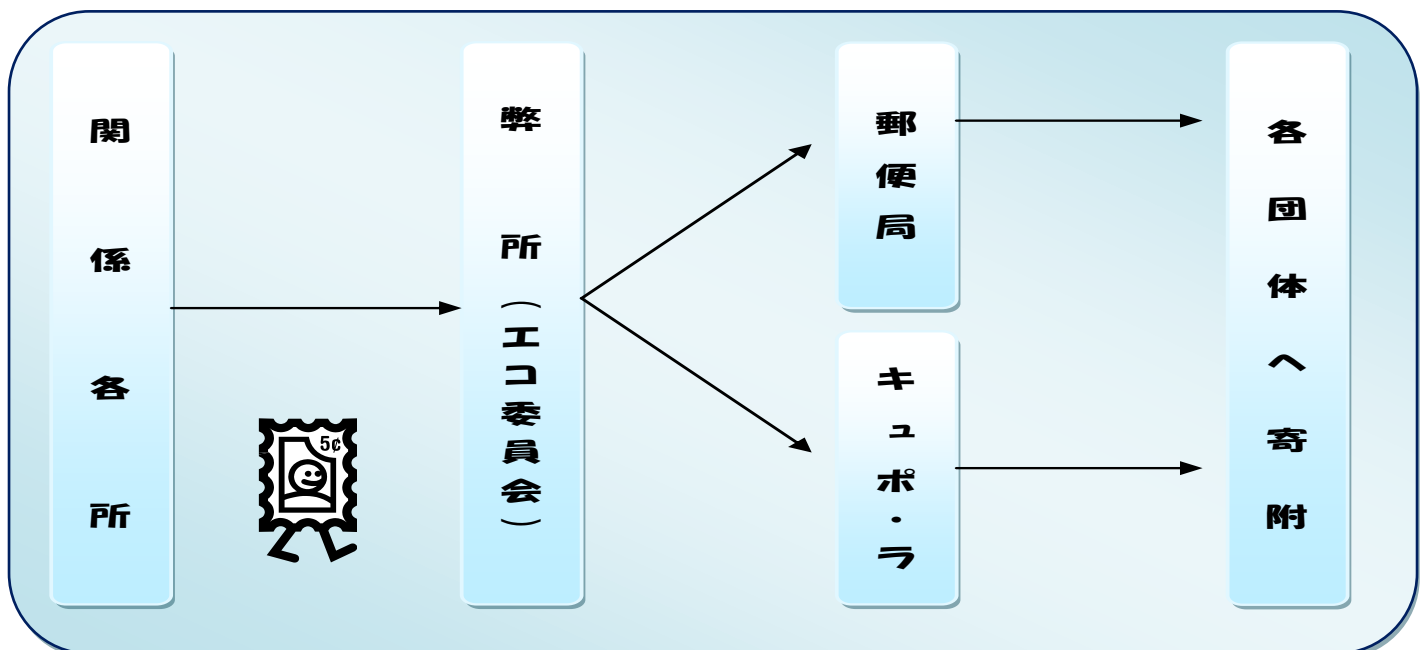 関係各所
5¢
弊所（エコ委員会）
郵便局
キュポ・ラ
各団体へ寄附